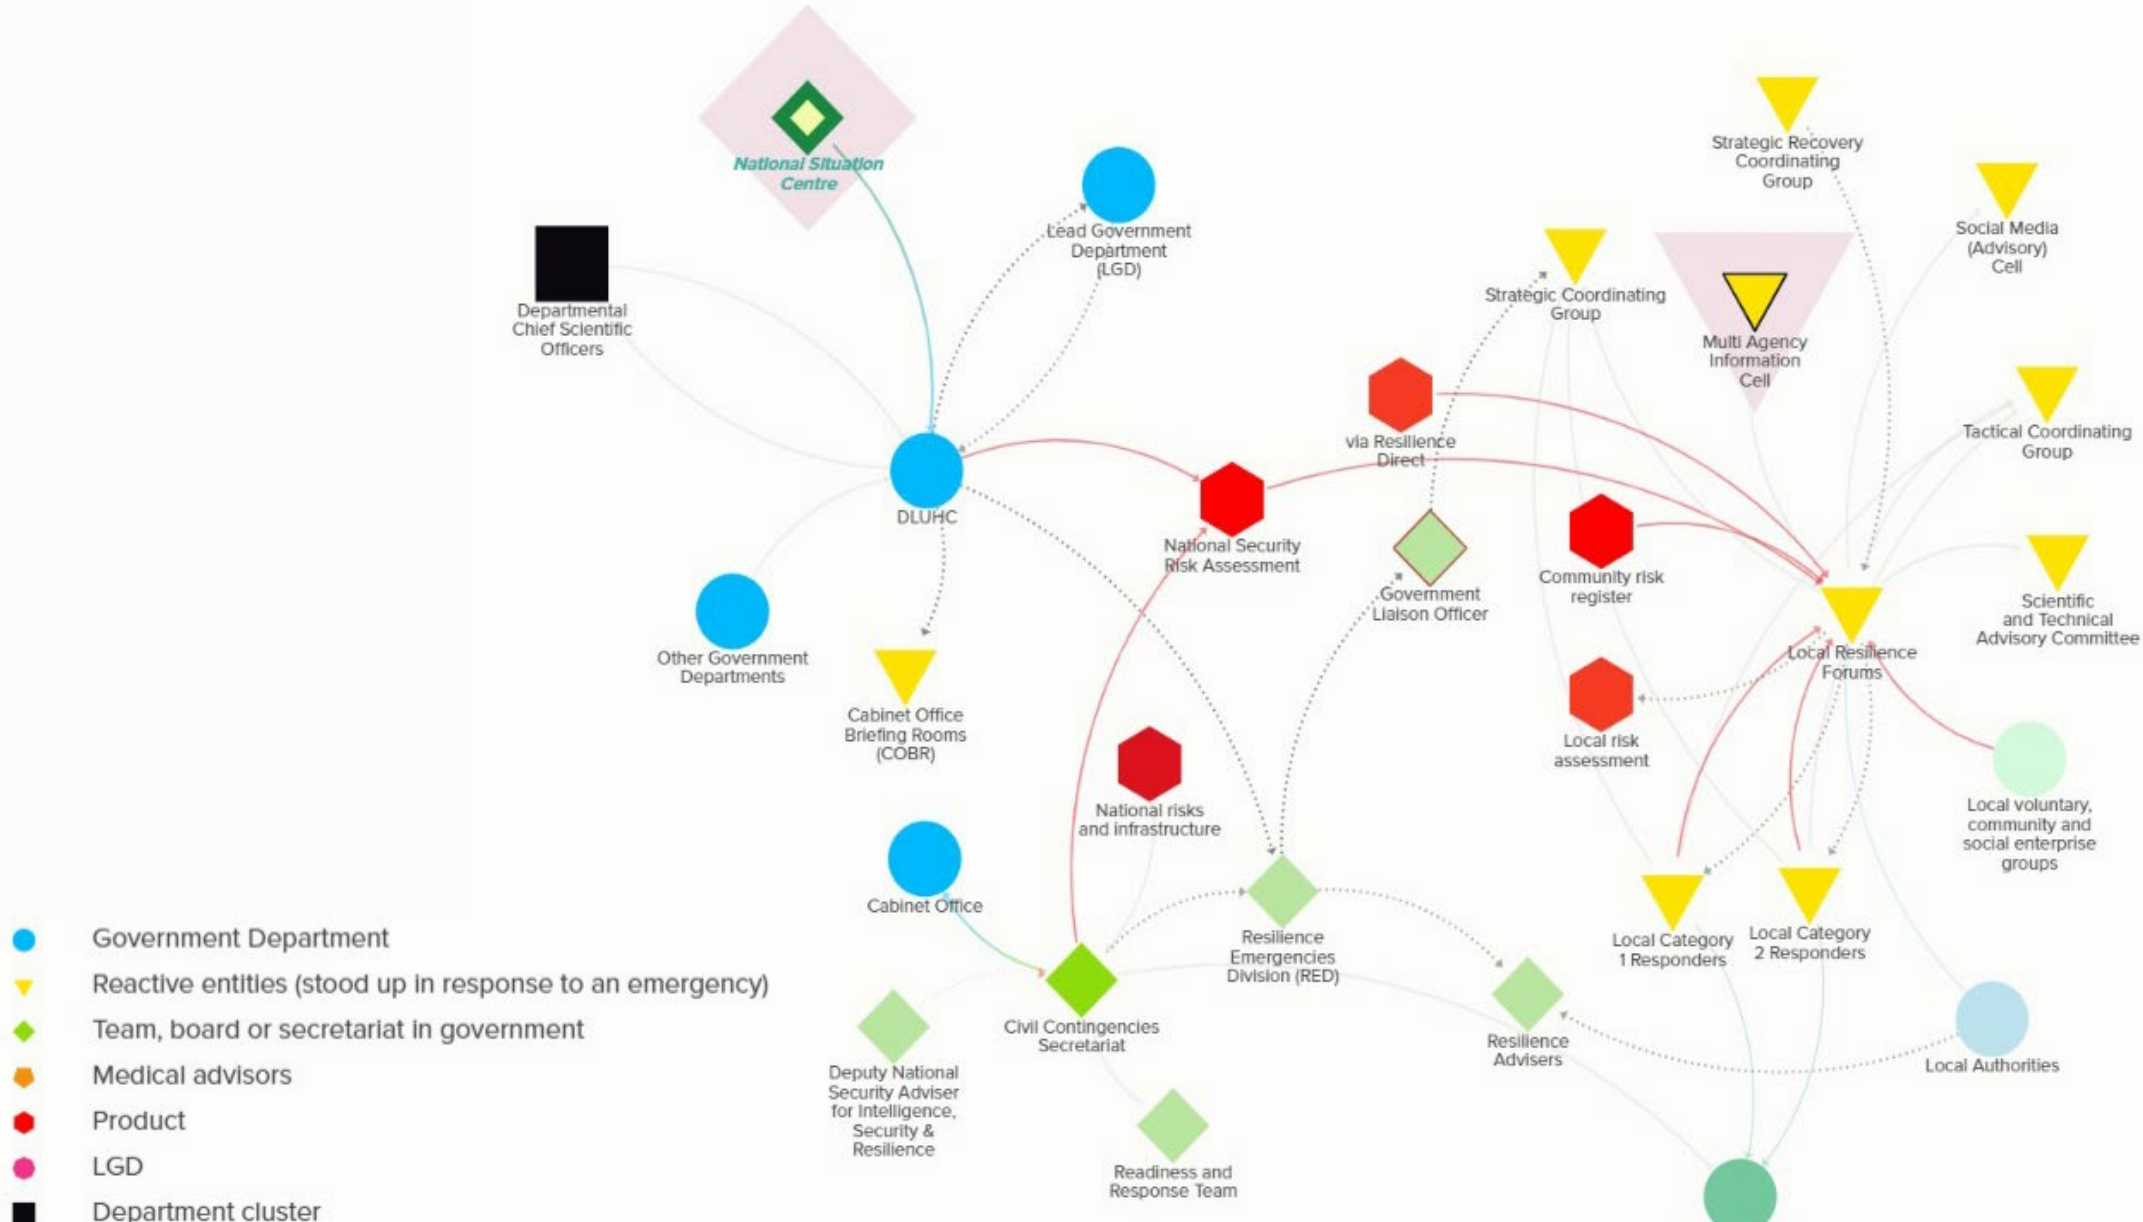 National Situation
Centre
Lead Government
Department
(LGD)
Departmental
Chief Scientific
Officers
Strategic Recovery
Coordinating
Group
Social Media
(Advisory)
Cell
Strategic Coordinating
Group
Multi Agency
Information
Cell
via Resilience
Direct
Tactical Coordinating
Group
DLUHC
National Security
Risk Assessment
Government
Liaison Officer
Community risk
register
Scientific
and Technical
Advisory Committee
Local Resilience
Forums
Other Government
Departments
Cabinet Office
Briefing Rooms
(COBR)
Local risk
assessment
National risks
and infrastructure
Local voluntary,
community and
social enterprise
groups
Cabinet Office
Resilience
Emergencies
Division (RED)
Local Category
1 Responders
Local Category
2 Responders
Civil Contingencies
Secretariat
Resilience
Advisers
Local Authorities
Deputy National
Security Adviser
for Intelligence,
Security &
Resilience
Readiness and
Response Team
Government Department
Reactive entities (stood up in response to an emergency)
Team, board or secretariat in government
Medical advisors
Product
LGD
Department cluster